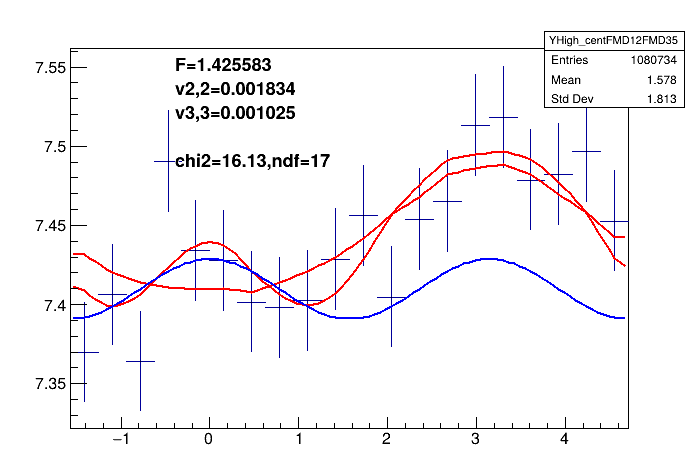 YHigh_centFMD12FMD35
Entries 1080734
Mean 1.578
Std Dev 1.813
F=1.425583
v2,2=0.001834
v3,3=0.001025
chi2=16.13,ndf=17
7.55
7.5
7.45
7.4
7.35
−1 0 1 2 3 4